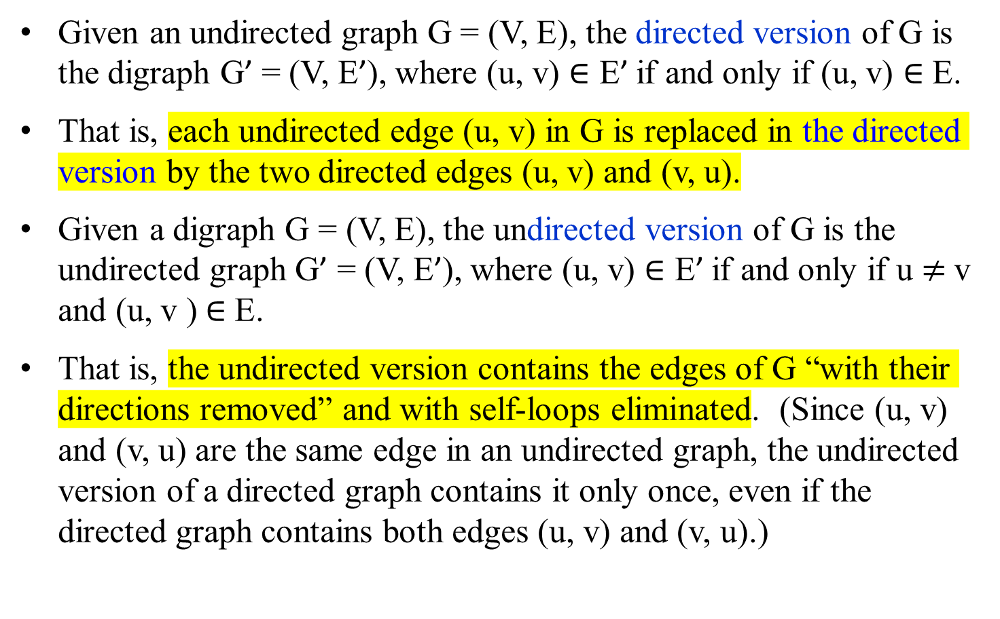 • Given an undirected graph G = (V, E), the directed version of G is
the digraph G′ = (V, E′), where (u, v) ∈ E′ if and only if (u, v) ∈ E.
• That is, each undirected edge (u, v) in G is replaced in the directed
version by the two directed edges (u, v) and (v, u).
• Given a digraph G = (V, E), the undirected version of G is the
undirected graph G′ = (V, E′), where (u, v) ∈ E′ if and only if u ≠ v
and (u, v ) ∈ E.
• That is, the undirected version contains the edges of G “with their
directions removed” and with self-loops eliminated. (Since (u, v)
and (v, u) are the same edge in an undirected graph, the undirected
version of a directed graph contains it only once, even if the
directed graph contains both edges (u, v) and (v, u).)